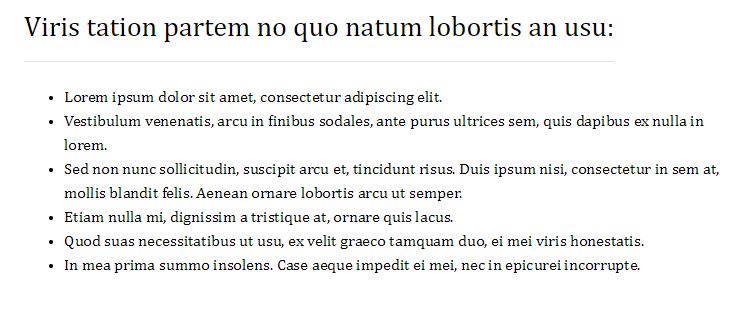 Viris tation partem no quo natum lobortis an usu:
• Lorem ipsum dolor sit amet, consectetur adipiscing elit.
• Vestibulum venenatis, arcu in finibus sodales, ante purus ultrices sem, quis dapibus ex nulla in
lorem.
• Sed non nunc sollicitudin, suscipit arcu et, tincidunt risus. Duis ipsum nisi, consectetur in sem at,
mollis blandit felis. Aenean ornare lobortis arcu ut semper.
• Etiam nulla mi, dignissim a tristique at, ornare quis lacus.
• Quod suas necessitatibus ut usu, ex velit graeco tamquam duo, ei mei viris honestatis.
• In mea prima summo insolens. Case aeque impedit ei mei, nec in epicurei incorrupte.